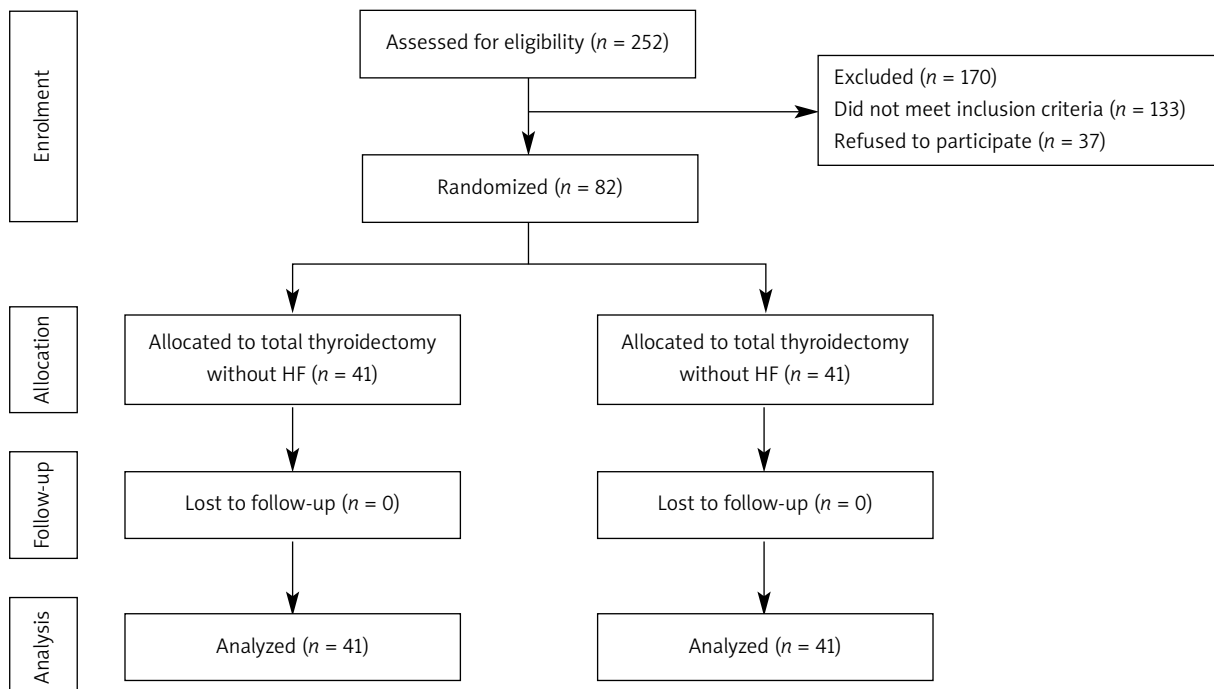 Enrolment
Assessed for eligibility (n = 252)
Excluded (n = 170)
Did not meet inclusion criteria (n = 133)
Refused to participate (n = 37)
Randomized (n = 82)
Allocation
Allocated to total thyroidectomy
without HF (n = 41)
Allocated to total thyroidectomy
without HF (n = 41)
Follow-up
Lost to follow-up (n = 0)
Lost to follow-up (n = 0)
Analysis
Analyzed (n = 41)
Analyzed (n = 41)